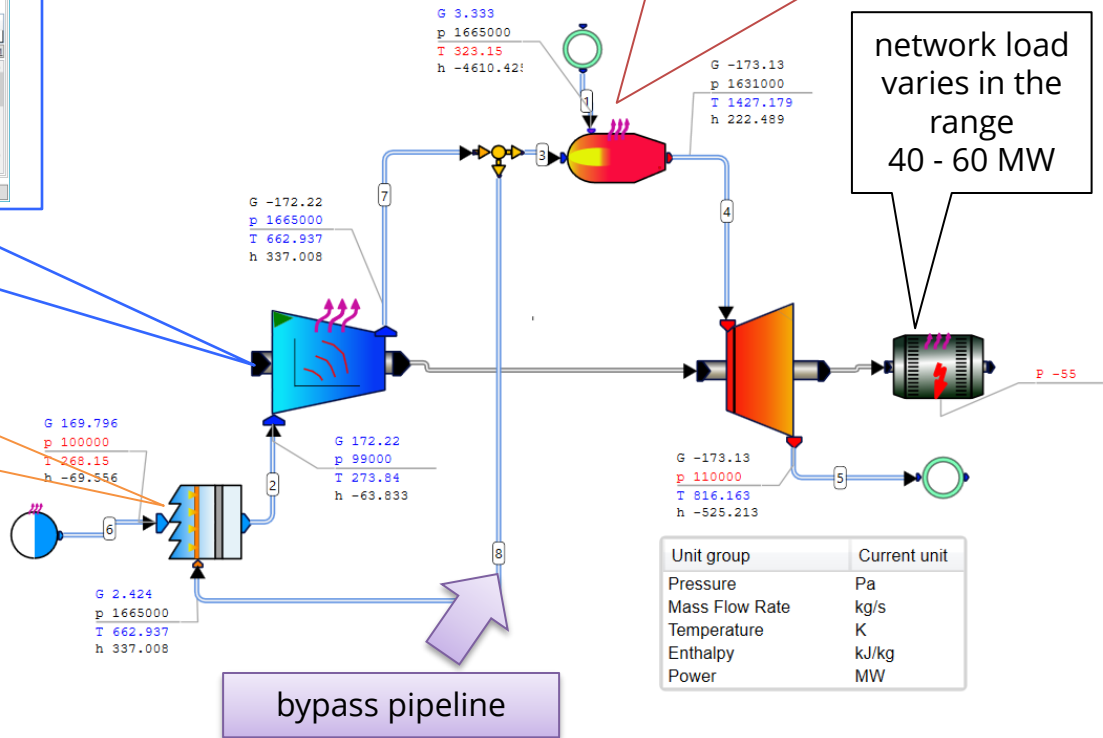 G 3.333
p 1665000
T 323.15
h -4610.42
G -173.13
p 1631000
T 1427.179
h 222.489
network load
varies in the
range
40 - 60 MW
1
3
7
4
G -172.22
p 1665000
T 662.937
h 337.008
P -55
G 169.796
p 100000
T 268.15
h -69.556
G 172.22
p 99000
T 273.84
h -63.833
2
6
G -173.13
p 110000
T 816.163
h -525.213
5
8
G 2.424
p 1665000
T 662.937
h 337.008
Unit group Current unit
Pressure Pa
Mass Flow Rate kg/s
Temperature K
Enthalpy kJ/kg
Power MW
bypass pipeline